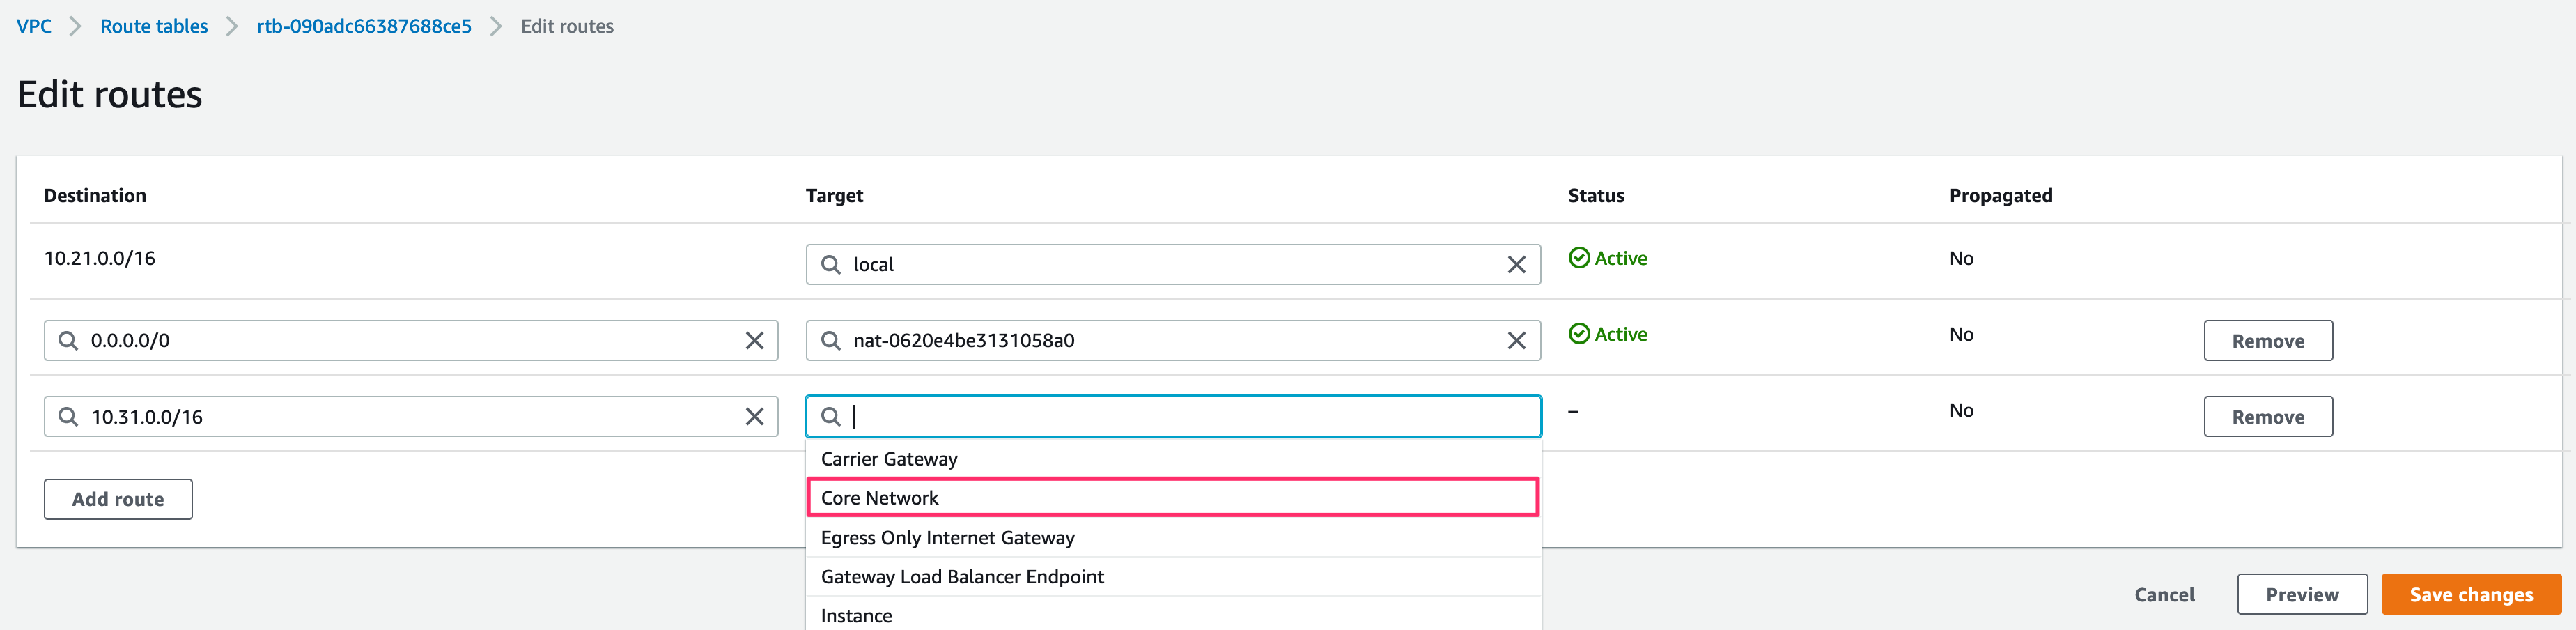 VPC > Route tables > rtb-090adc66387688ce5 > Edit routes
Edit routes
Destination Target Status Propagated
10.21.0.0/16 local Active No
0.0.0.0/0 nat-0620e4be3131058a0 Active No Remove
10.31.0.0/16 – No Remove
Carrier Gateway
Core Network
Add route
Egress Only Internet Gateway
Gateway Load Balancer Endpoint
Instance
Cancel Preview Save changes